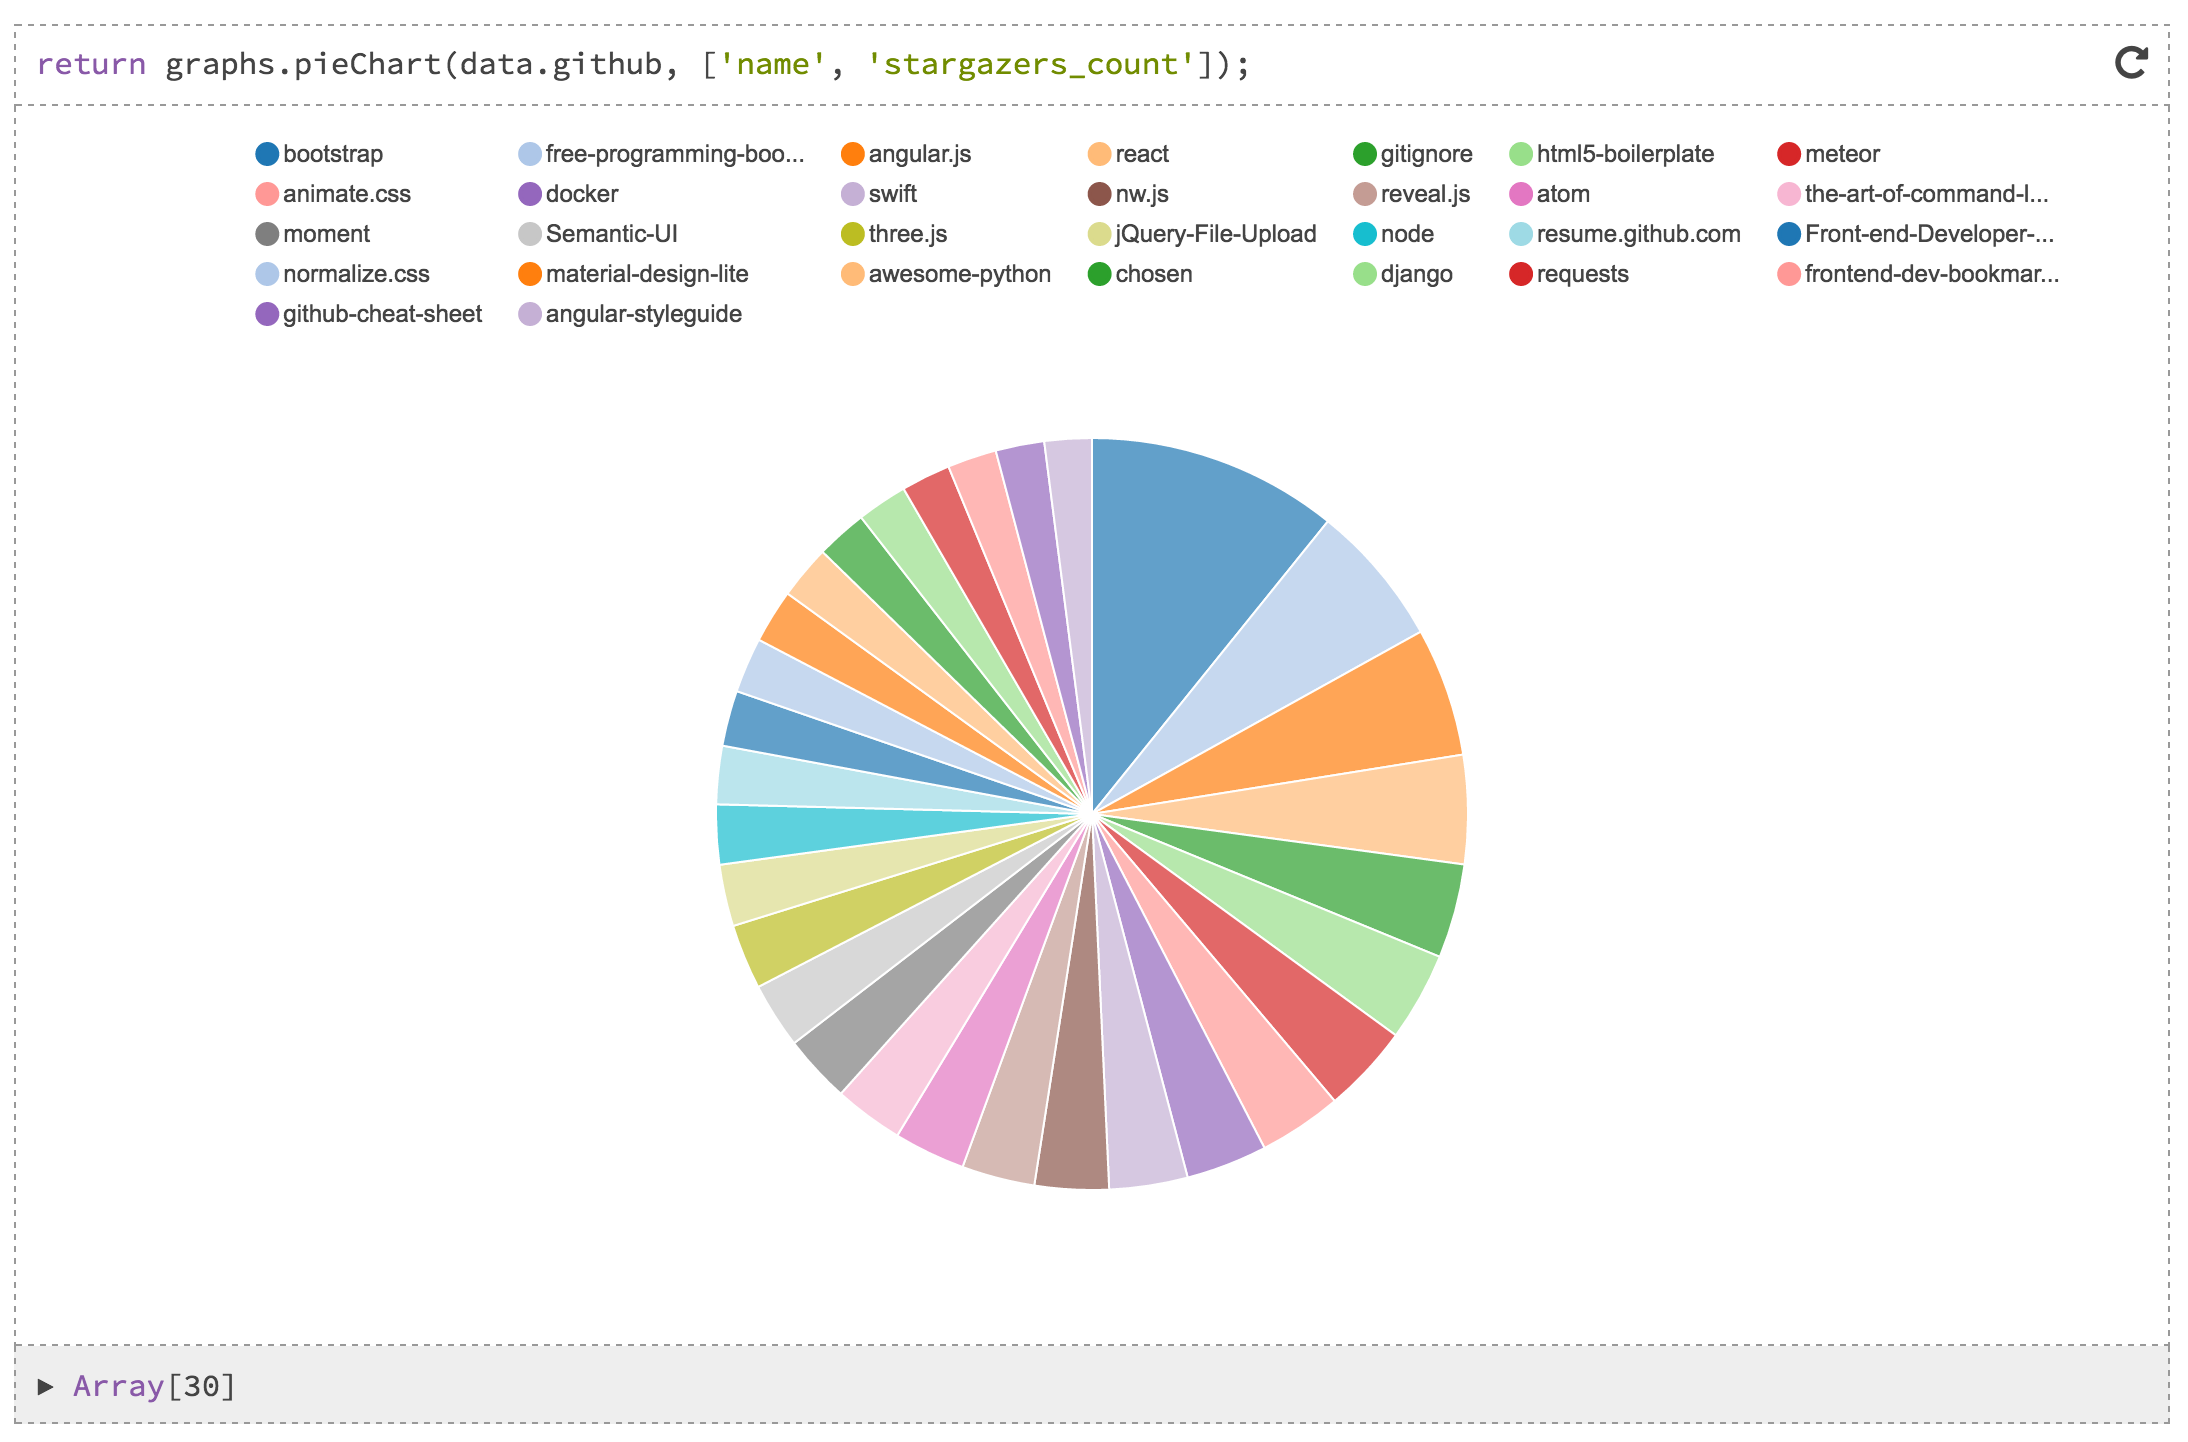 return graphs.pieChart(data.github, ['name', 'stargazers_count']);
bootstrap free-programming-boo... angular.js react gitignore html5-boilerplate meteor
animate.css docker swift nw.js reveal.js atom the-art-of-command-l...
moment Semantic-UI three.js jQuery-File-Upload node resume.github.com Front-end-Developer-...
normalize.css material-design-lite awesome-python chosen django requests frontend-dev-bookmar...
github-cheat-sheet angular-styleguide
▶ Array[30]